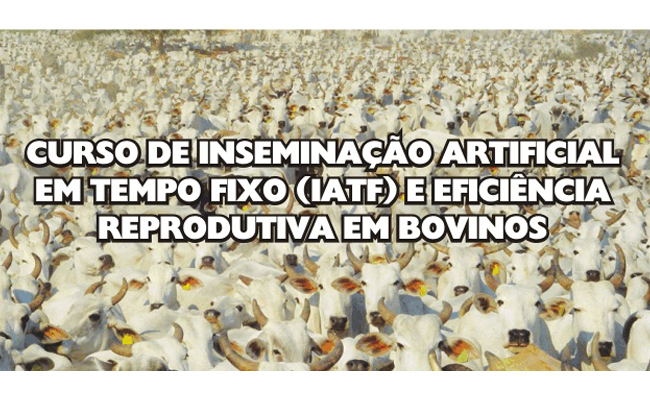 CURSO DE INSEMINAÇÃO ARTIFICIAL
EM TEMPO FIXO (IATF) E EFICIÊNCIA
REPRODUTIVA EM BOVINOS